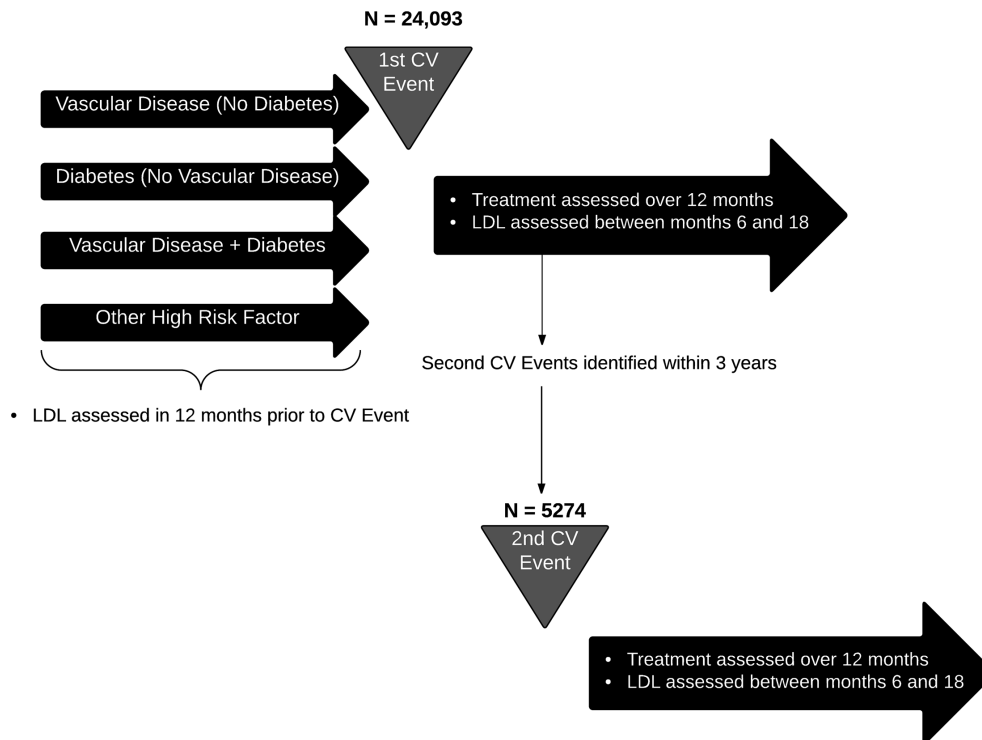 N = 24,093
1st CV
Event
Vascular Disease (No Diabetes)
Diabetes (No Vascular Disease)
Vascular Disease + Diabetes
Other High Risk Factor
• LDL assessed in 12 months prior to CV Event
• Treatment assessed over 12 months
• LDL assessed between months 6 and 18
Second CV Events identified within 3 years
N = 5274
2nd CV
Event
• Treatment assessed over 12 months
• LDL assessed between months 6 and 18